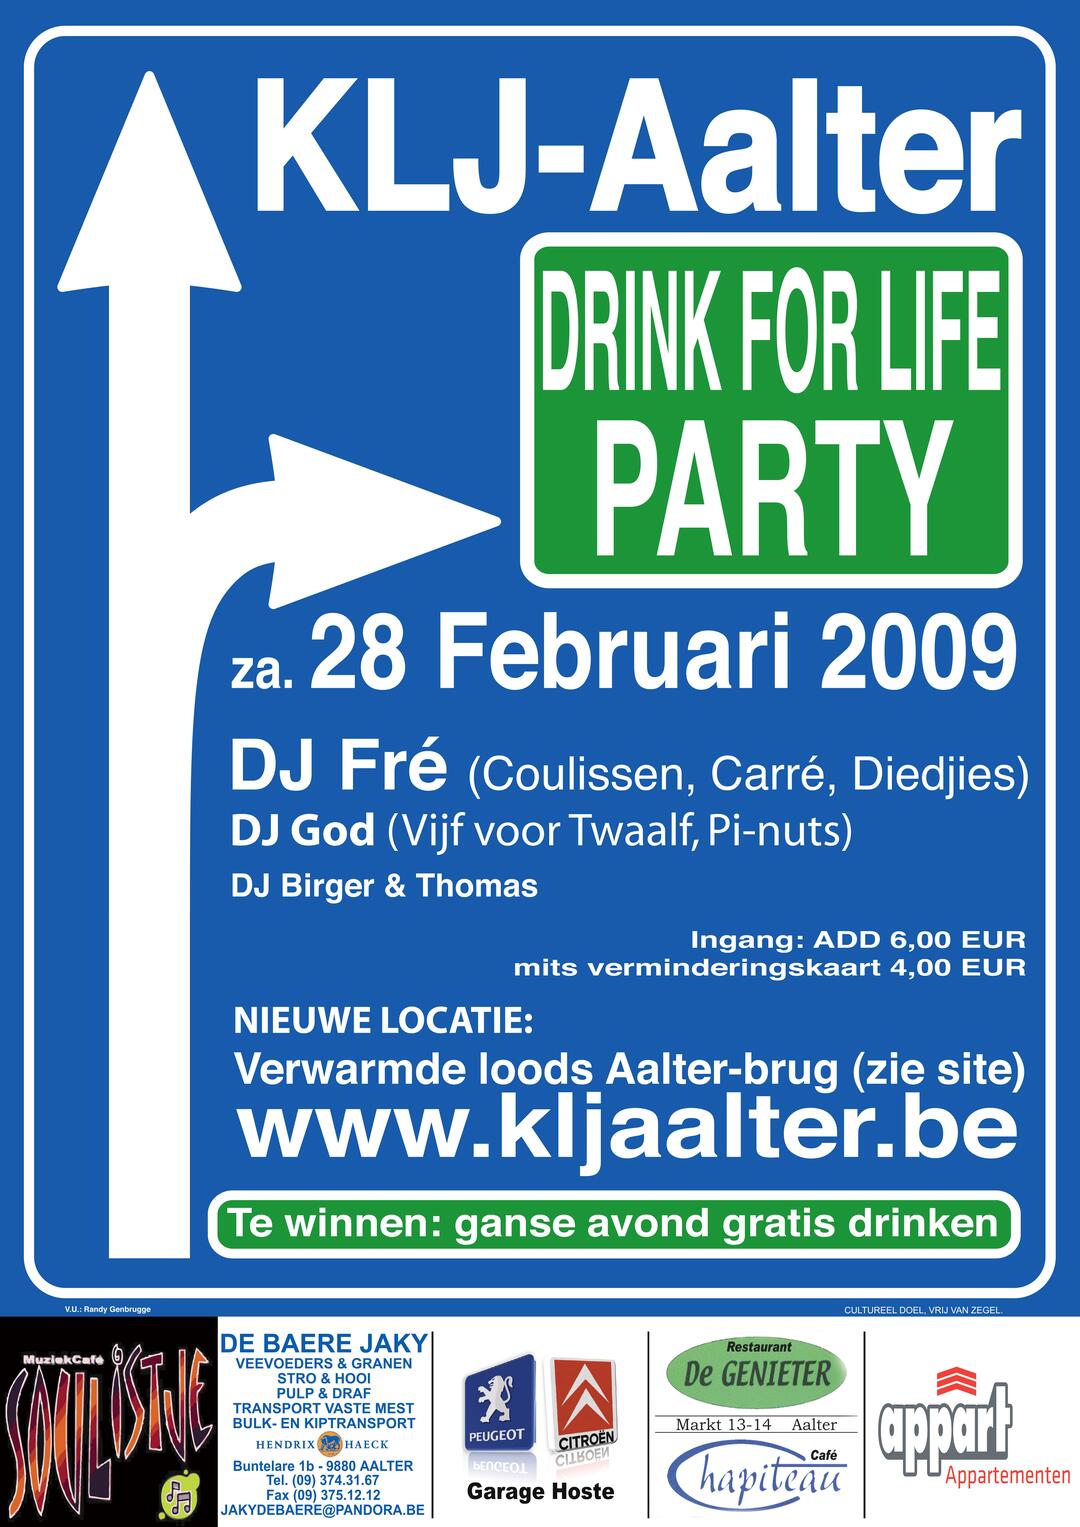 KLJ-Aalter
DRINK FOR LIFE
PARTY
za. 28 Februari 2009
DJ Fré (Coulissen, Carré, Diedjies)
DJ God (Vijf voor Twaalf, Pi-nuts)
DJ Birger & Thomas
Ingang: ADD 6,00 EUR
mits verminderingskaart 4,00 EUR
NIEUWE LOCATIE:
Verwarmde loods Aalter-brug (zie site)
www.kljaalter.be
Te winnen: ganse avond gratis drinken
V.U.: Randy Genbrugge
CULTUREEL DOEL, VRIJ VAN ZEGEL.
MuziekCafé
SOULISTJE
DE BAERE JAKY
VEEVOEDERS & GRANEN
STRO & HOOI
PULP & DRAF
TRANSPORT VASTE MEST
BULK- EN KIPTRANSPORT
HENDRIX HAECK
Buntelare 1b - 9880 AALTER
Tel. (09) 374.31.67
Fax (09) 375.12.12
JAKYDEBAERE@PANDORA.BE
PEUGEOT
CITROËN
Garage Hoste
Restaurant
De GENIETER
Markt 13-14 Aalter
Café
Chapiteau
appart
Appartementen